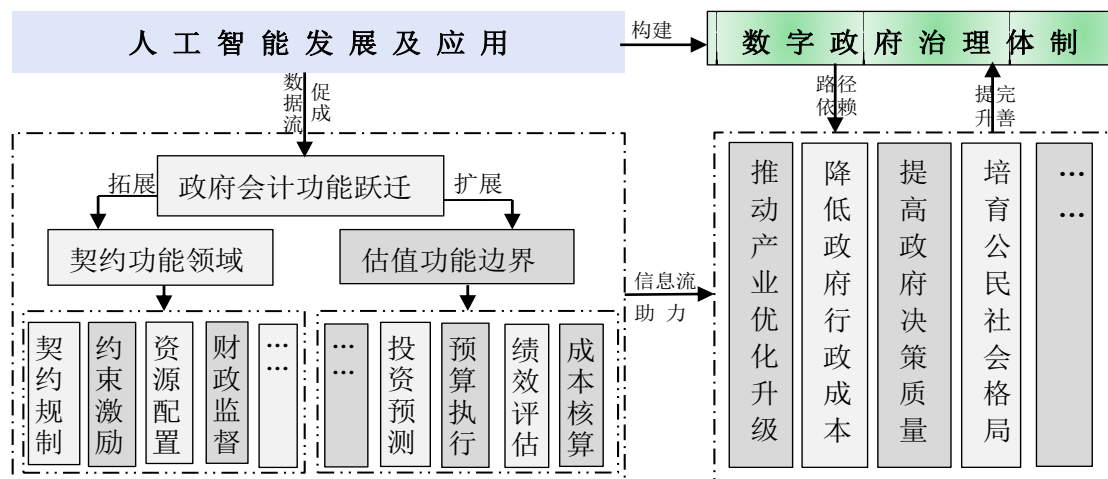 人工智能发展及应用
构建
数字政府治理体制
数据流
促成
路径
依赖
提升
完善
政府会计功能跃迁
拓展
扩展
契约功能领域
估值功能边界
信息流
助 力
契约规制
约束激励
资源配置
财政监督
……
……
投资预测
预算执行
绩效评估
成本核算
推动产业优化升级
降低政府行政成本
提高政府决策质量
培育公民社会格局
……